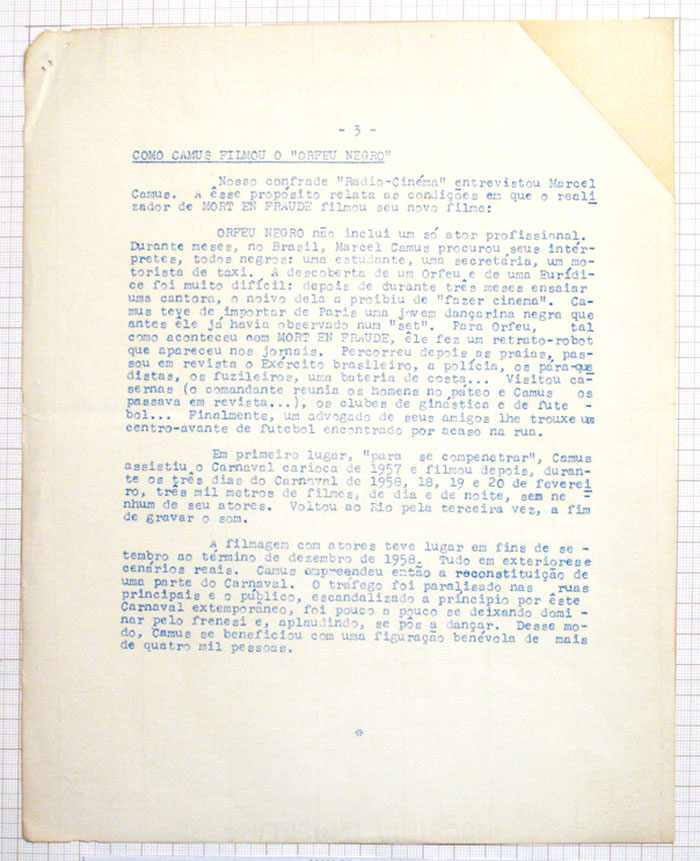 - 3 -
COMO CAMUS FILMOU O "ORFEU NEGRO"
Nosso confrade "Radio-Cinéma" entrevistou Marcel
Camus. A êsse propósito relata as condições em que o reali
zador de MORT EN FRAUDE filmou seu novo filme:
ORFEU NEGRO não inclui um só ator profissional.
Durante meses, no Brasil, Marcel Camus procurou seus intér-
pretes, todos negros: uma estudante, uma secretária, um mo-
torista de taxi. A descoberta de um Orfeu e de uma Eurídi-
ce foi muito difícil: depois de durante três meses ensaiar
uma cantora, o noivo dela a proibiu de "fazer cinema". Ca-
mus teve de importar de Paris uma jovem dançarina negra que
antes êle já havia observado num "set". Para Orfeu, tal
como aconteceu com MORT EN FRAUDE, êle fez um retrato-robot
que apareceu nos jornais. Percorreu depois as praias, pas-
sou em revista o Exército brasileiro, a polícia, os para-que
distas, os fuzileiros, uma bateria de costa... Visitou ca-
sernas (o comandante reunia os homens no páteo e Camus os
passava em revista...), os clubes de ginástica e de fute -
bol... Finalmente, um advogado de seus amigos lhe trouxe um
centro-avante de futebol encontrado por acaso na rua.
Em primeiro lugar, "para se compenetrar", Camus
assistiu o Carnaval carioca de 1957 e filmou depois, duran-
te os três dias do Carnaval de 1958, 18, 19 e 20 de feverei
ro, três mil metros de filmes, de dia e de noite, sem ne -
nhum de seu atores. Voltou ao Rio pela terceira vez, a fim
de gravar o som.
A filmagem com atores teve lugar em fins de se -
tembro ao término de dezembro de 1958. Tudo em exteriores e
cenários reais. Camus empreendeu então a reconstituição de
uma parte do Carnaval. O tráfego foi paralisado nas ruas
principais e o público, escandalizado a princípio por êste
Carnaval extemporâneo, foi pouco a pouco se deixando domi -
nar pelo frenesi e, aplaudindo, se pôs a dançar. Desse mo-
do, Camus se beneficiou com uma figuração benévola de mais
de quatro mil pessoas.
*